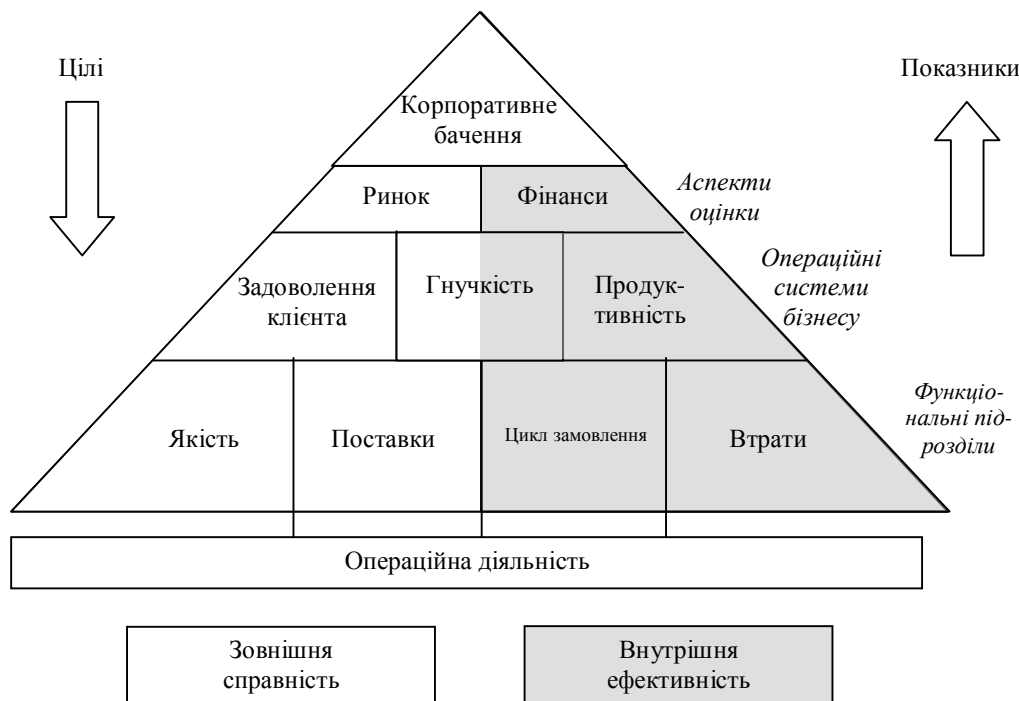 Цілі
Показники
Корпоративне
бачення
Ринок
Фінанси
Аспекти
оцінки
Задоволення
клієнта
Гнучкість
Продук-
тивність
Операційні
системи
бізнесу
Якість
Поставки
Цикл замовлення
Втрати
Функціо-
нальні під-
розділи
Операційна діяльність
Зовнішня
справність
Внутрішня
ефективність